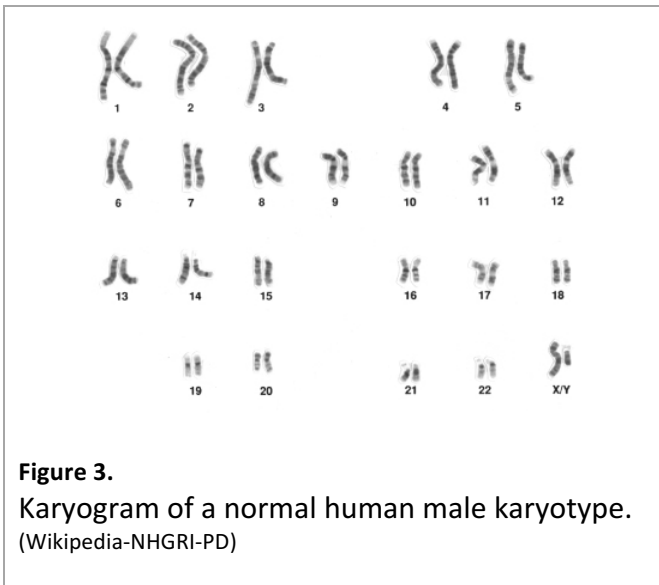 1 2 3 4 5
6 7 8 9 10 11 12
13 14 15 16 17 18
19 20 21 22 X/Y
Figure 3.
Karyogram of a normal human male karyotype.
(Wikipedia-NHGRI-PD)